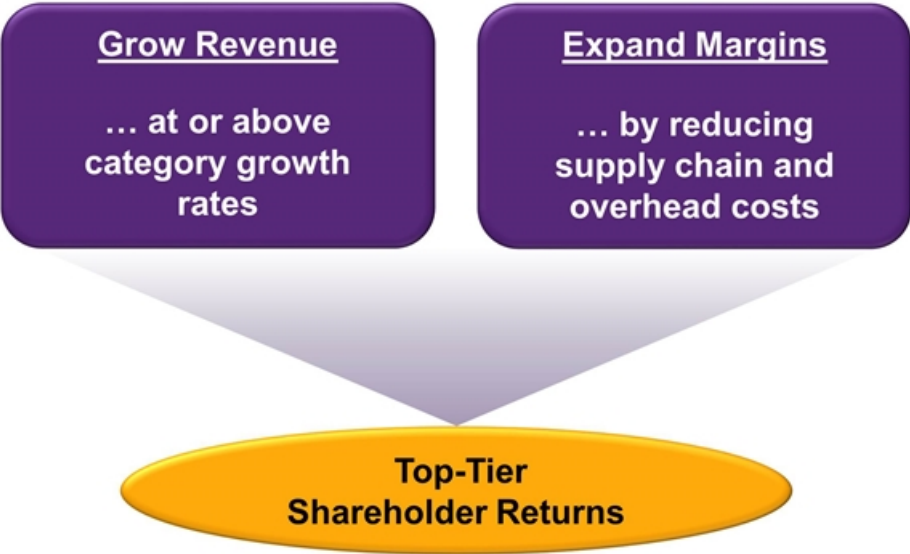 Grow Revenue
… at or above
category growth
rates
Expand Margins
… by reducing
supply chain and
overhead costs
Top-Tier
Shareholder Returns